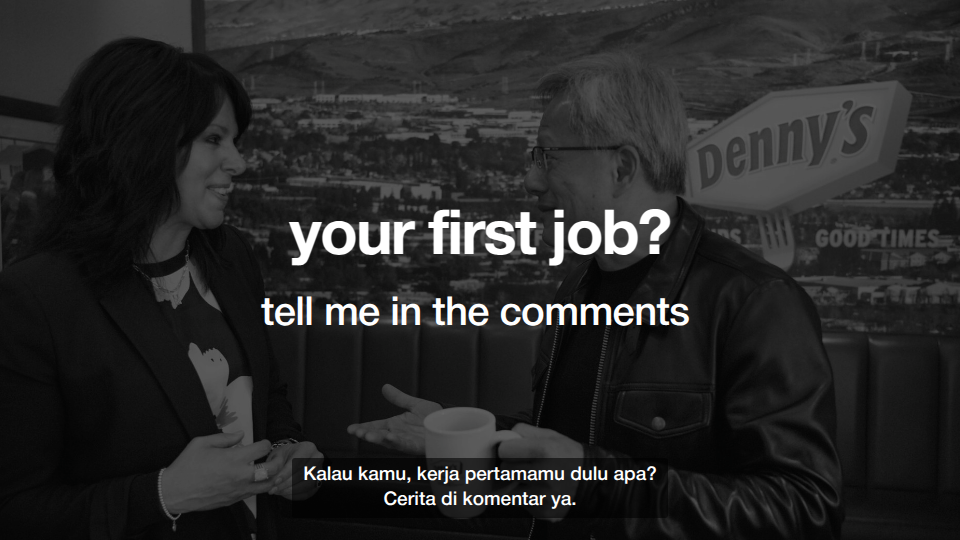 Denny's
GOOD TIMES
your first job?
tell me in the comments
Kalau kamu, kerja pertamamu dulu apa?
Cerita di komentar ya.